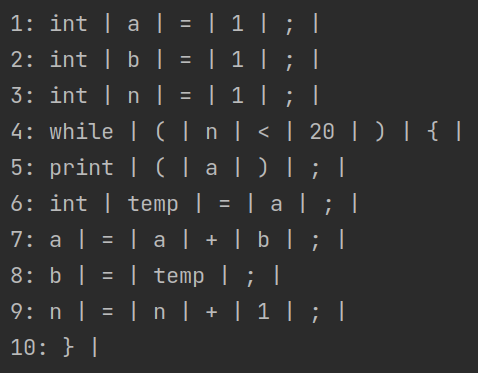 1: int | a | = | 1 | ; |
2: int | b | = | 1 | ; |
3: int | n | = | 1 | ; |
4: while | ( | n | < | 20 | ) | { |
5: print | ( | a | ) | ; |
6: int | temp | = | a | ; |
7: a | = | a | + | b | ; |
8: b | = | temp | ; |
9: n | = | n | + | 1 | ; |
10: } |